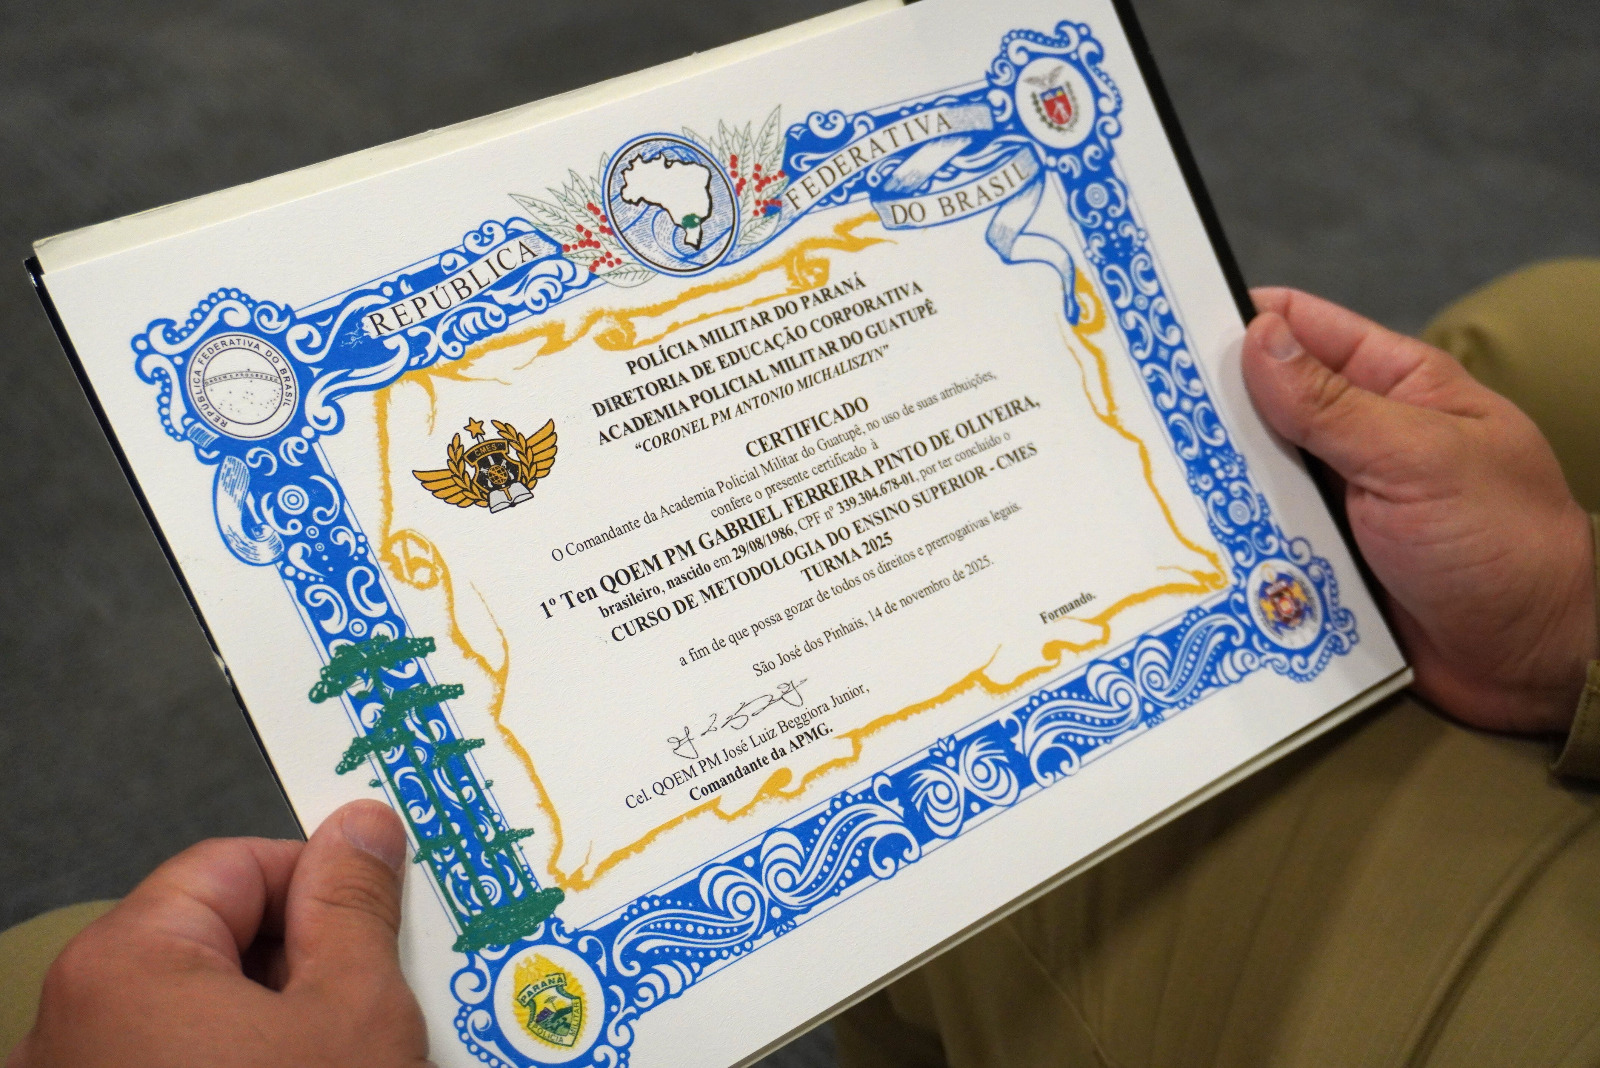 REPÚBLICA
FEDERATIVA
DO BRASIL
REPÚBLICA FEDERATIVA DO BRASIL
ORDEM E PROGRESSO
POLÍCIA MILITAR DO PARANÁ
DIRETORIA DE EDUCAÇÃO CORPORATIVA
ACADEMIA POLICIAL MILITAR DO GUATUPÊ
“CORONEL PM ANTONIO MICHALISZYN”
CMES
CERTIFICADO
O Comandante da Academia Policial Militar do Guatupê, no uso de suas atribuições,
confere o presente certificado à
1º Ten QOEM PM GABRIEL FERREIRA PINTO DE OLIVEIRA,
brasileiro, nascido em 29/08/1986, CPF nº 339.304.678-01, por ter concluído o
CURSO DE METODOLOGIA DO ENSINO SUPERIOR - CMES
TURMA 2025
a fim de que possa gozar de todos os direitos e prerrogativas legais.
São José dos Pinhais, 14 de novembro de 2025.
Formando.
Cel. QOEM PM José Luiz Beggiora Junior,
Comandante da APMG.
PARANÁ
POLÍCIA MILITAR